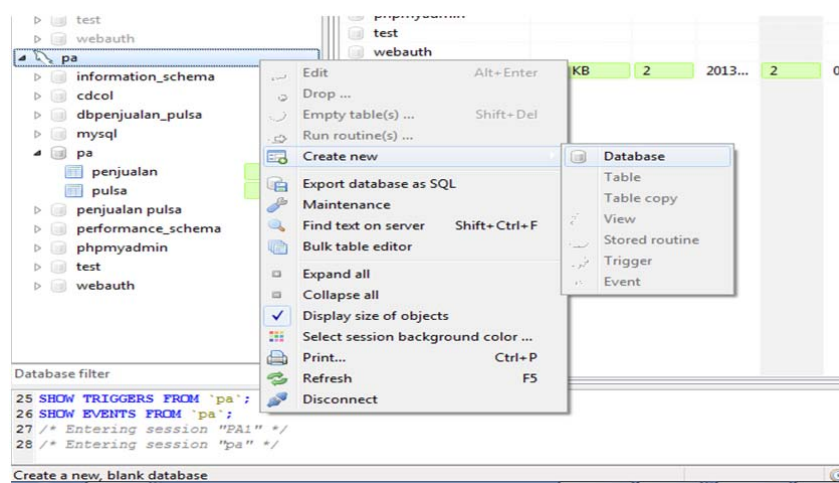 test
webauth
pa
information_schema
cdcol
dbpenjualan_pulsa
mysql
pa
penjualan
pulsa
penjualan pulsa
performance_schema
phpmyadmin
test
webauth
Database filter
phpmyadmin
test
webauth
KB 2 2013... 2 0
Edit Alt+Enter
Drop ...
Empty table(s) ... Shift+Del
Run routine(s) ...
Create new
Export database as SQL
Maintenance
Find text on server Shift+Ctrl+F
Bulk table editor
Expand all
Collapse all
Display size of objects
Select session background color ...
Print... Ctrl+P
Refresh F5
Disconnect
Database
Table
Table copy
View
Stored routine
Trigger
Event
25 SHOW TRIGGERS FROM `pa`;
26 SHOW EVENTS FROM `pa`;
27 /* Entering session "PA1" */
28 /* Entering session "pa" */
Create a new, blank database